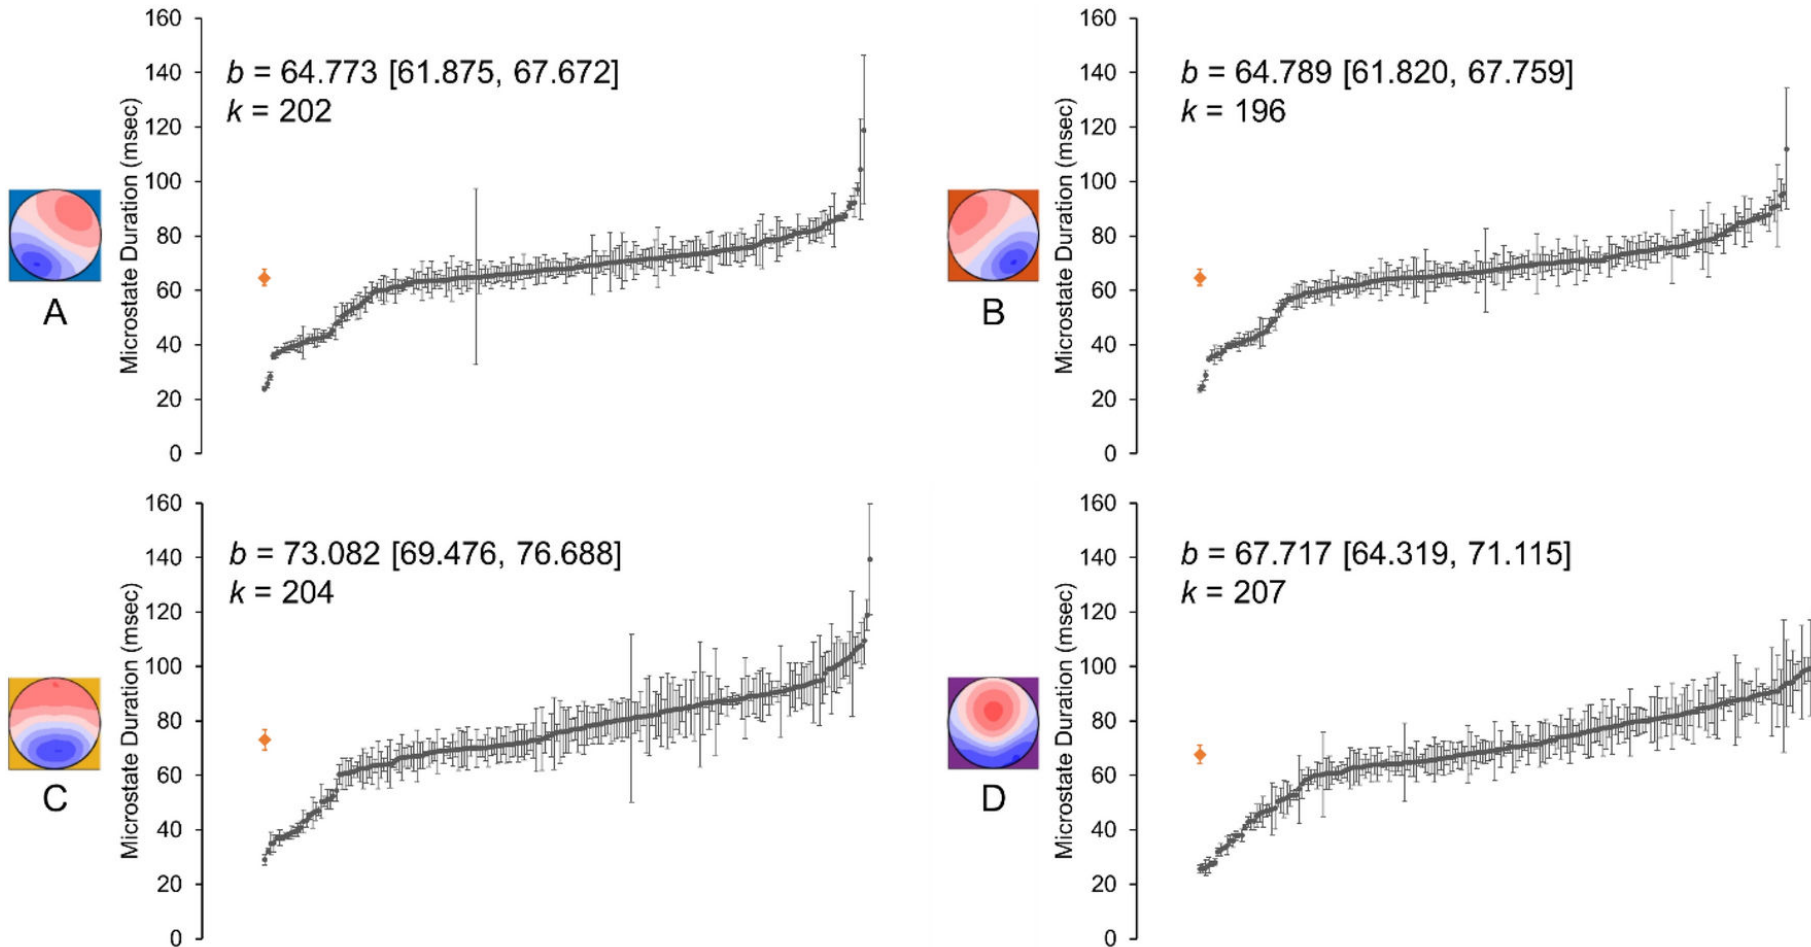 160
140
120
100
80
60
40
20
0
Microstate Duration (msec)
b = 64.773 [61.875, 67.672]
k = 202
A
160
140
120
100
80
60
40
20
0
Microstate Duration (msec)
b = 64.789 [61.820, 67.759]
k = 196
B
160
140
120
100
80
60
40
20
0
Microstate Duration (msec)
b = 73.082 [69.476, 76.688]
k = 204
C
160
140
120
100
80
60
40
20
0
Microstate Duration (msec)
b = 67.717 [64.319, 71.115]
k = 207
D